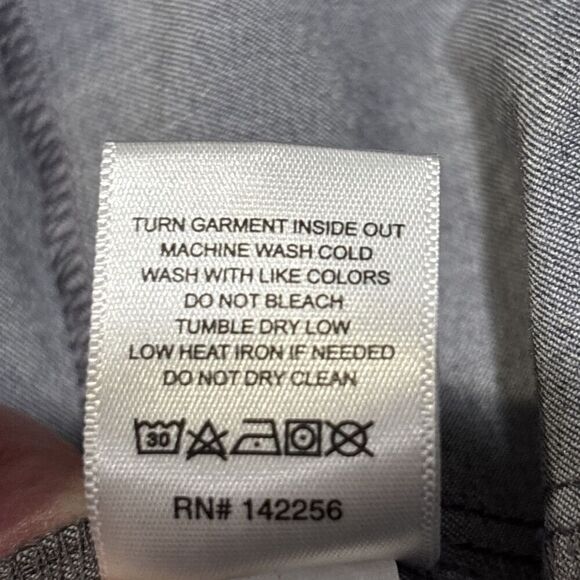 TURN GARMENT INSIDE OUT
MACHINE WASH COLD
WASH WITH LIKE COLORS
DO NOT BLEACH
TUMBLE DRY LOW
LOW HEAT IRON IF NEEDED
DO NOT DRY CLEAN
30
RN# 142256